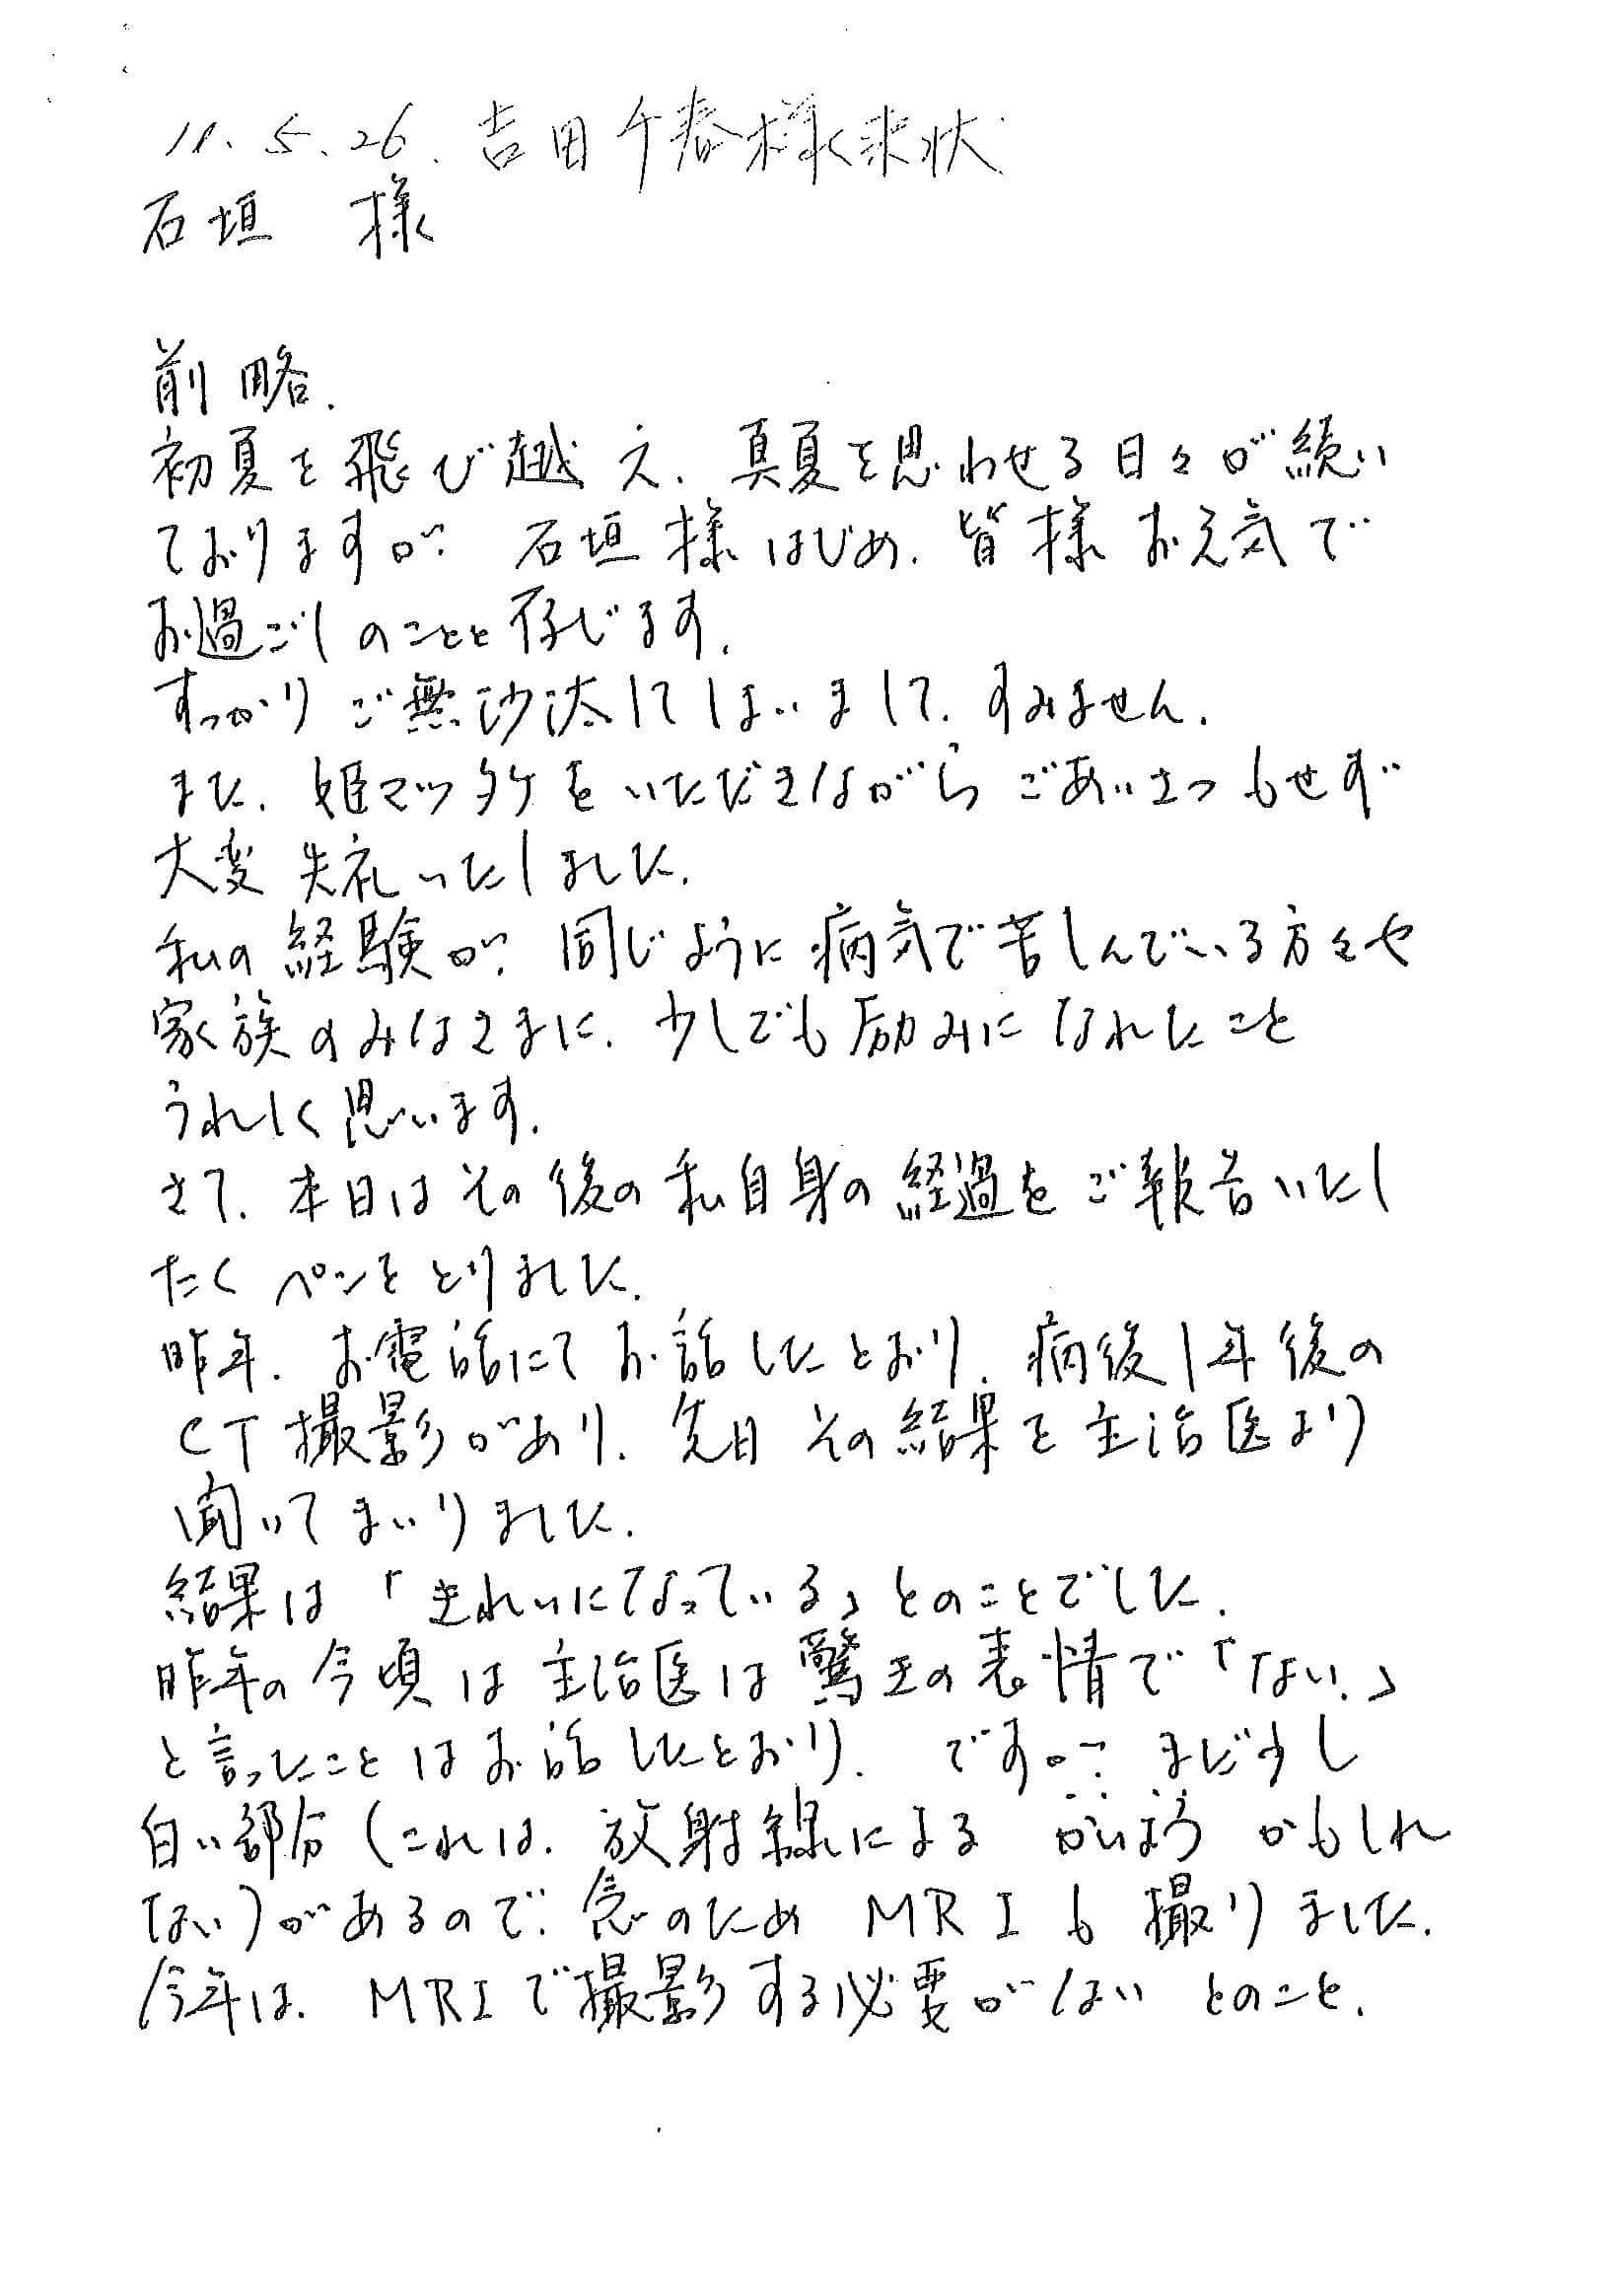 11.5.26. 吉田午春様来状
石垣 様
前略.
初夏を飛び越え、真夏を思わせる日々が続い
ておりますが、石垣様はじめ、皆様お元気で
お過ごしのことと存じます。
すっかりご無沙汰してしまいまして、すみません。
また、姫マツタケをいただきながらごあいさつもせず
大変失礼いたしました。
私の経験が、同じように病気で苦しんでいる方々や
家族のみなさまに、少しでも励みになれたこと
うれしく思います。
さて、本日はその後の私自身の経過をご報告いたし
たくペンをとりました。
昨年、お電話にてお話したとおり、病後1年後の
CT撮影があり、先日その結果を主治医より
聞いてまいりました。
結果は「きれいになっている」とのことでした。
昨年の今頃は主治医は驚きの表情で「ない。」
と言ったことはお話したとおり、ですが、まだ少し
白い部分(これは、放射線によるかいようかもしれ
ない)があるので、念のためMRIも撮りました。
今年は、MRIで撮影する必要がないとのこと、